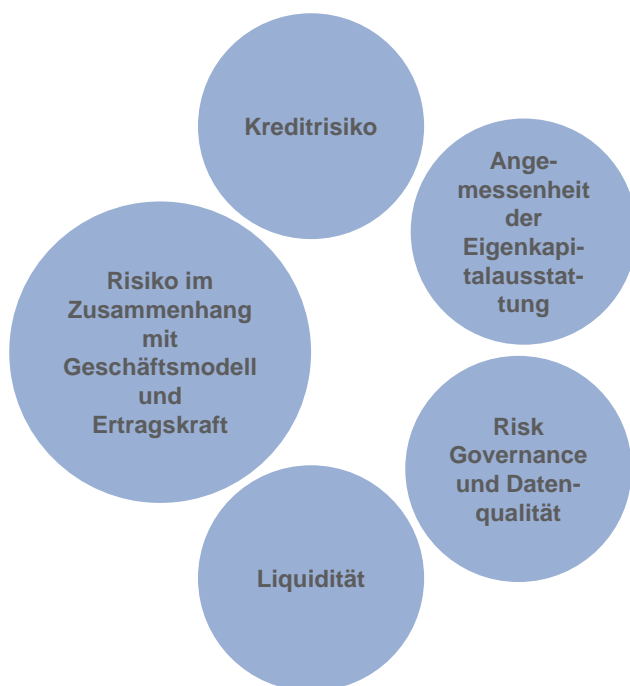 Kreditrisiko
Ange-
messenheit
der
Eigenkapi-
talausstat-
tung
Risiko im
Zusammenhang
mit
Geschäftsmodell
und
Ertragskraft
Risk
Governance
und Daten-
qualität
Liquidität